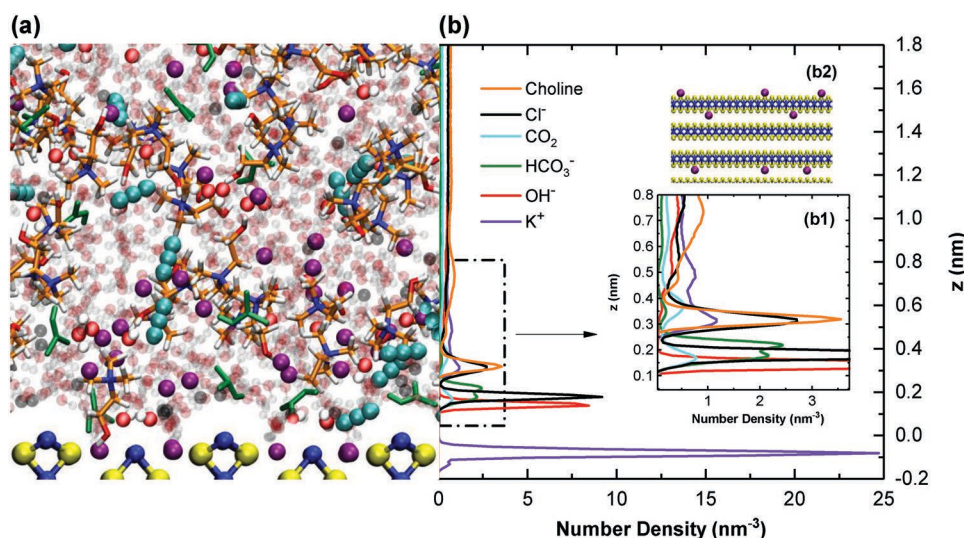 (a)
(b)
Choline
Cl⁻
CO₂
HCO₃⁻
OH⁻
K⁺
(b2)
(b1)
0.8
0.7
0.6
0.5
0.4
0.3
0.2
0.1
z (nm)
1 2 3
Number Density (nm⁻³)
1.8
1.6
1.4
1.2
1.0
0.8
0.6
0.4
0.2
0.0
-0.2
z (nm)
0 5 10 15 20 25
Number Density (nm⁻³)